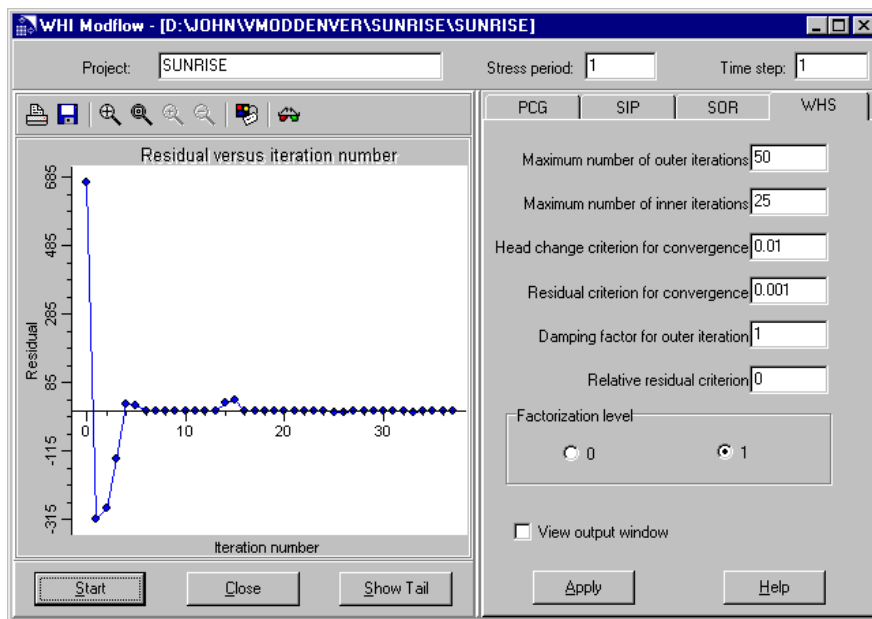 WHI Modflow - [D:\JOHN\VMODDENVER\SUNRISE\SUNRISE]
Project: SUNRISE Stress period: 1 Time step: 1
PCG SIP SOR WHS
Residual versus iteration number
685
485
285
85
-115
-315
Residual
0 10 20 30
Iteration number
Start Close Show Tail
Maximum number of outer iterations 50
Maximum number of inner iterations 25
Head change criterion for convergence 0.01
Residual criterion for convergence 0.001
Damping factor for outer iteration 1
Relative residual criterion 0
Factorization level
0 1
View output window
Apply Help